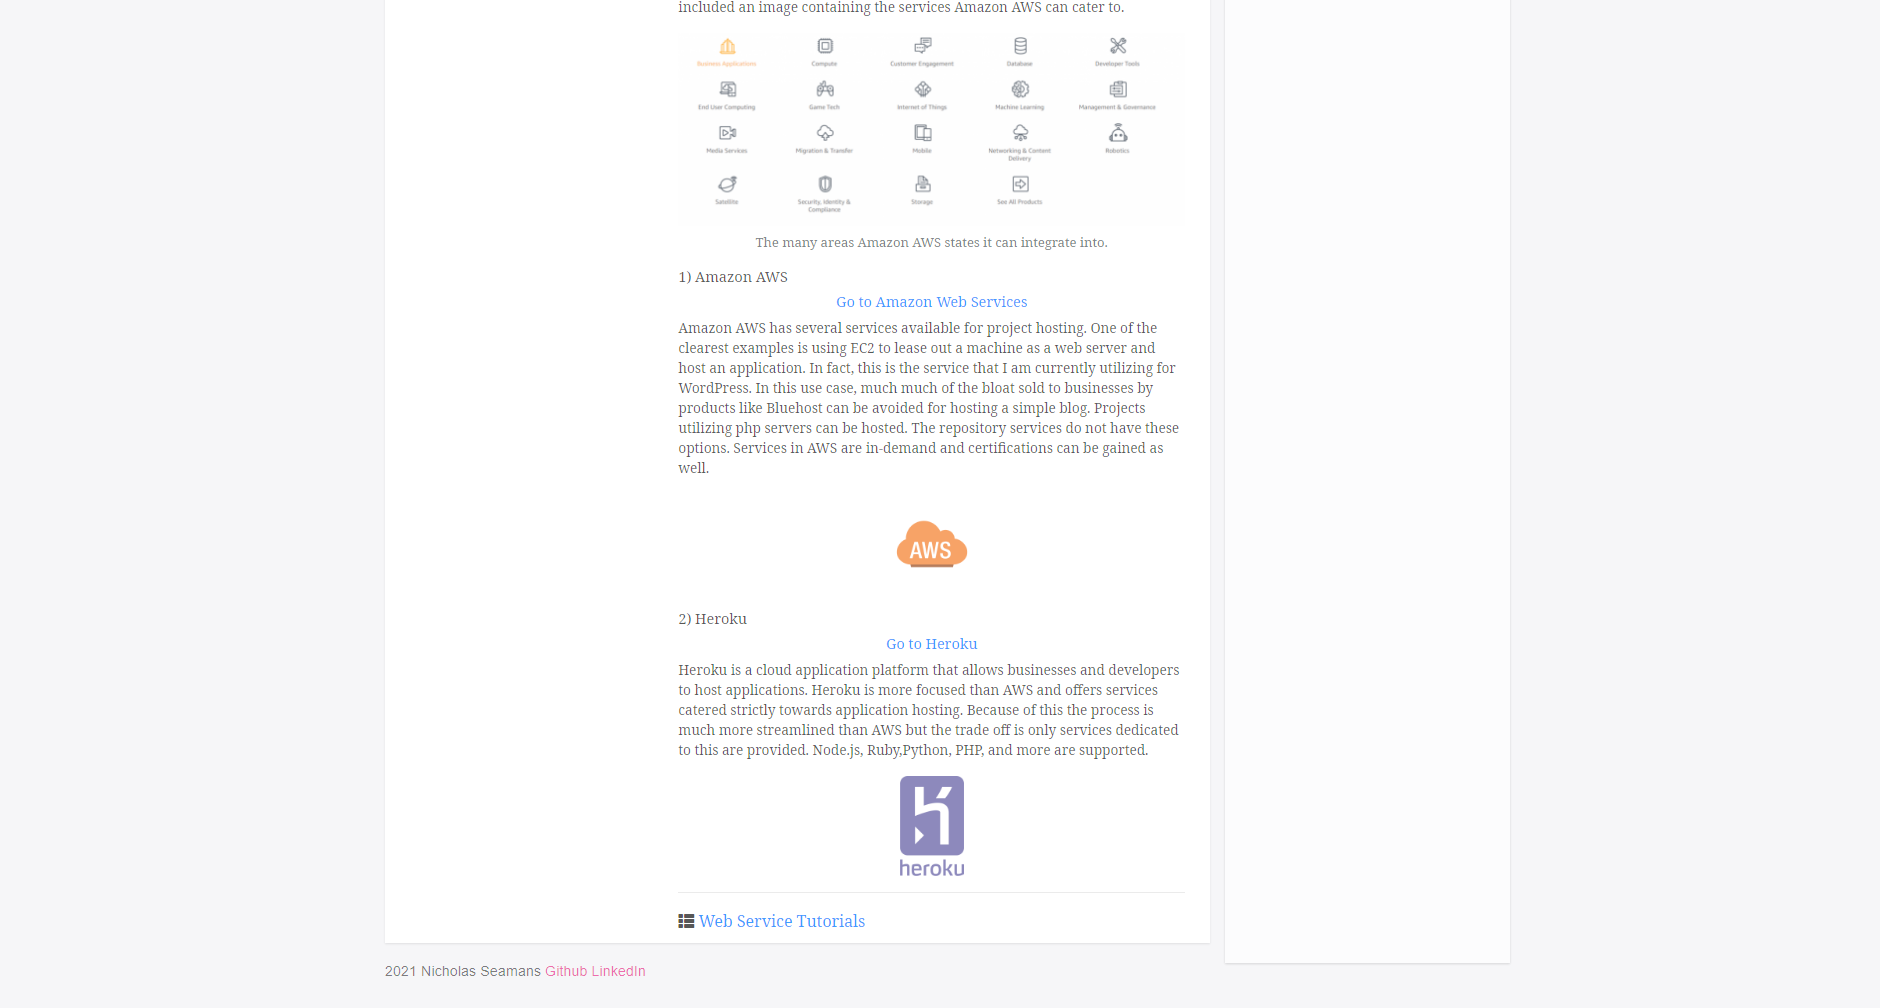 included an image containing the services Amazon AWS can cater to.
Business Applications Compute Customer Engagement Database Developer Tools
End User Computing Game Tech Internet of Things Machine Learning Management & Governance
Media Services Migration & Transfer Mobile Networking & Content Delivery Robotics
Satellite Security, Identity & Compliance Storage See All Products
The many areas Amazon AWS states it can integrate into.
1) Amazon AWS
Go to Amazon Web Services
Amazon AWS has several services available for project hosting. One of the
clearest examples is using EC2 to lease out a machine as a web server and
host an application. In fact, this is the service that I am currently utilizing for
WordPress. In this use case, much much of the bloat sold to businesses by
products like Bluehost can be avoided for hosting a simple blog. Projects
utilizing php servers can be hosted. The repository services do not have these
options. Services in AWS are in-demand and certifications can be gained as
well.
AWS
2) Heroku
Go to Heroku
Heroku is a cloud application platform that allows businesses and developers
to host applications. Heroku is more focused than AWS and offers services
catered strictly towards application hosting. Because of this the process is
much more streamlined than AWS but the trade off is only services dedicated
to this are provided. Node.js, Ruby,Python, PHP, and more are supported.
heroku
Web Service Tutorials
2021 Nicholas Seamans Github LinkedIn